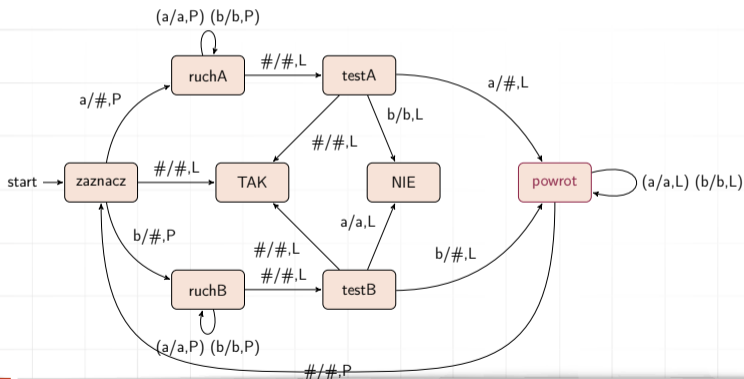 (a/a,P) (b/b,P)
ruchA
#/#,L
testA
a/#,L
a/#,P
b/b,L
#/#,L
start
zaznacz
#/#,L
TAK
NIE
powrot
(a/a,L) (b/b,L)
b/#,P
a/a,L
#/#,L
b/#,L
ruchB
#/#,L
testB
(a/a,P) (b/b,P)
#/#,P